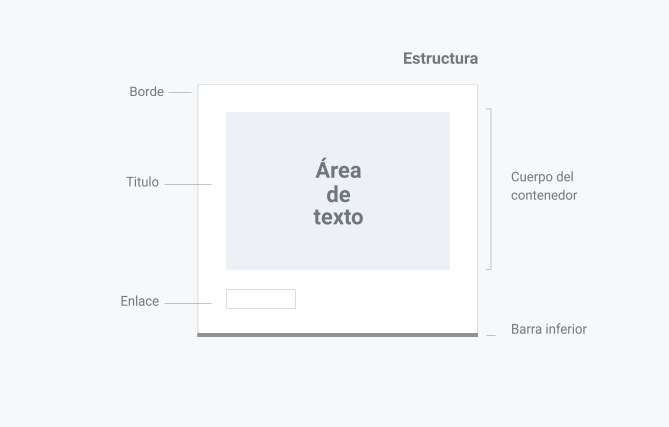 Estructura
Borde
Área
de
texto
Titulo
Cuerpo del
contenedor
Enlace
Barra inferior